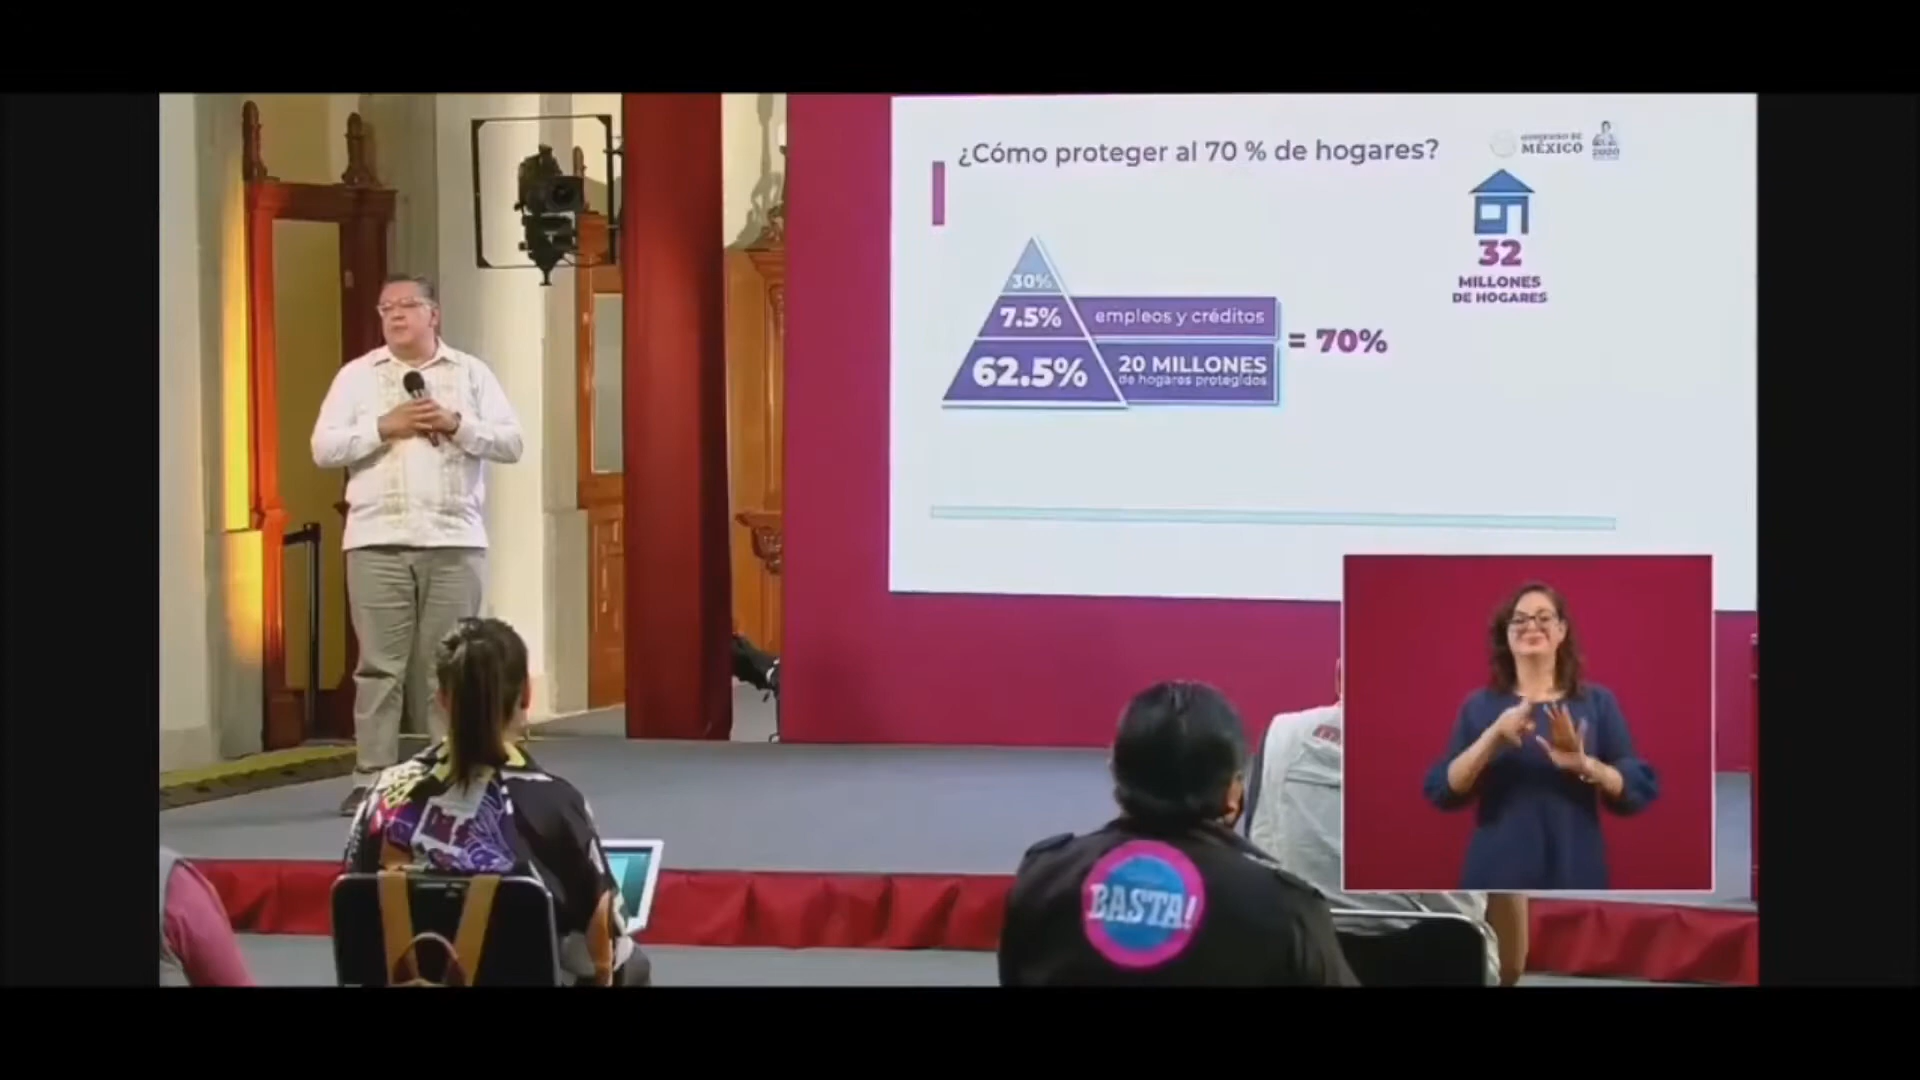 ¿Cómo proteger al 70 % de hogares?
GOBIERNO DE
MÉXICO
2020
32
MILLONES
DE HOGARES
30%
7.5%
empleos y créditos
62.5%
20 MILLONES
de hogares protegidos
= 70%
BASTA!